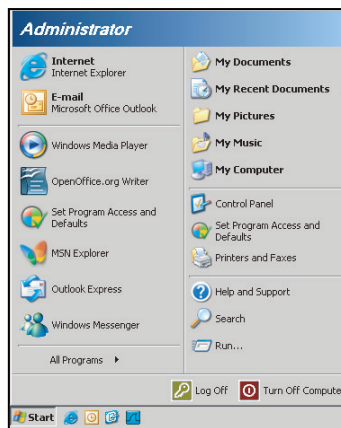 Administrator
Internet
Internet Explorer
E-mail
Microsoft Office Outlook
Windows Media Player
OpenOffice.org Writer
Set Program Access and
Defaults
MSN Explorer
Outlook Express
Windows Messenger
All Programs
My Documents
My Recent Documents
My Pictures
My Music
My Computer
Control Panel
Set Program Access and
Defaults
Printers and Faxes
Help and Support
Search
Run...
Log Off
Turn Off Compute
Start